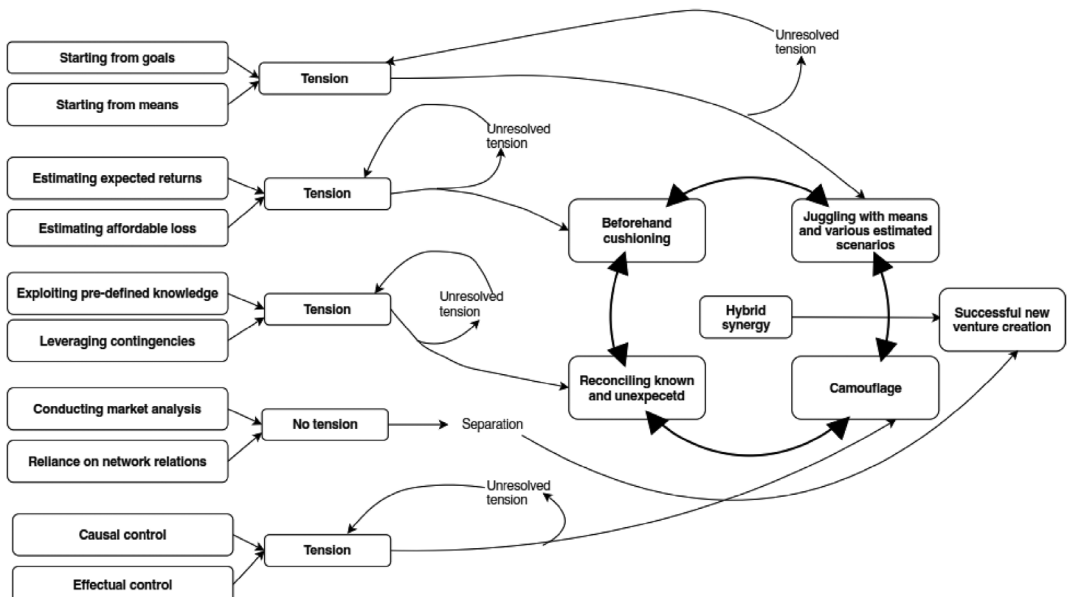 Starting from goals
Starting from means
Tension
Unresolved
tension
Estimating expected returns
Estimating affordable loss
Tension
Unresolved
tension
Exploiting pre-defined knowledge
Leveraging contingencies
Tension
Unresolved
tension
Conducting market analysis
Reliance on network relations
No tension
Separation
Causal control
Effectual control
Tension
Unresolved
tension
Beforehand
cushioning
Juggling with means
and various estimated
scenarios
Hybrid
synergy
Reconciling known
and unexpecetd
Camouflage
Successful new
venture creation